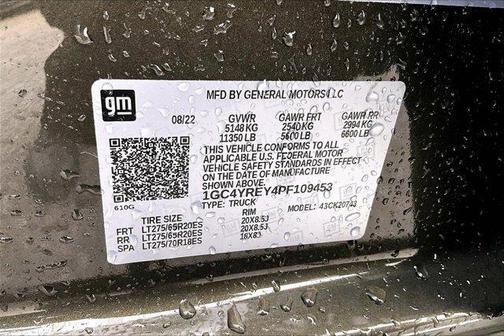 gm
MFD BY GENERAL MOTORS LLC
08/22 GVWR GAWR FRT GAWR RR
5148 KG 2540 KG 2994 KG
11350 LB 5600 LB 6600 LB
THIS VEHICLE CONFORMS TO ALL
APPLICABLE U.S. FEDERAL MOTOR
VEHICLE SAFETY STANDARDS IN EFFECT
ON THE DATE OF MANUFACTURE
SHOWN ABOVE.
1GC4YREY4PF109453
TYPE: TRUCK MODEL: 43CK20743
610G
TIRE SIZE RIM
FRT LT275/65R20ES 20X8.5J
RR LT275/65R20ES 20X8.5J
SPA LT275/70R18ES 18X8J